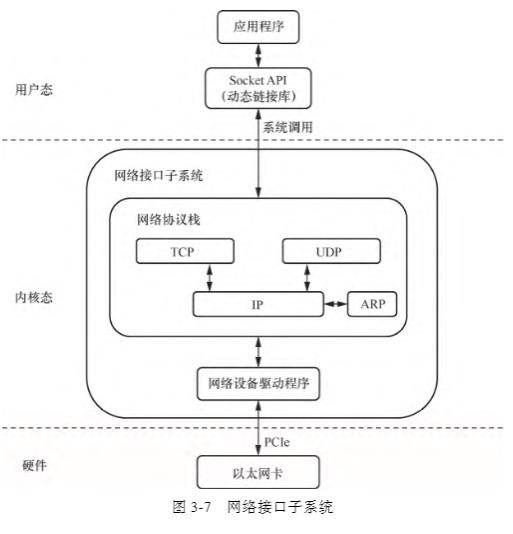 应用程序
Socket API
(动态链接库)
用户态
系统调用
网络接口子系统
网络协议栈
TCP
UDP
内核态
IP
ARP
网络设备驱动程序
PCIe
硬件
以太网卡
图 3-7 网络接口子系统